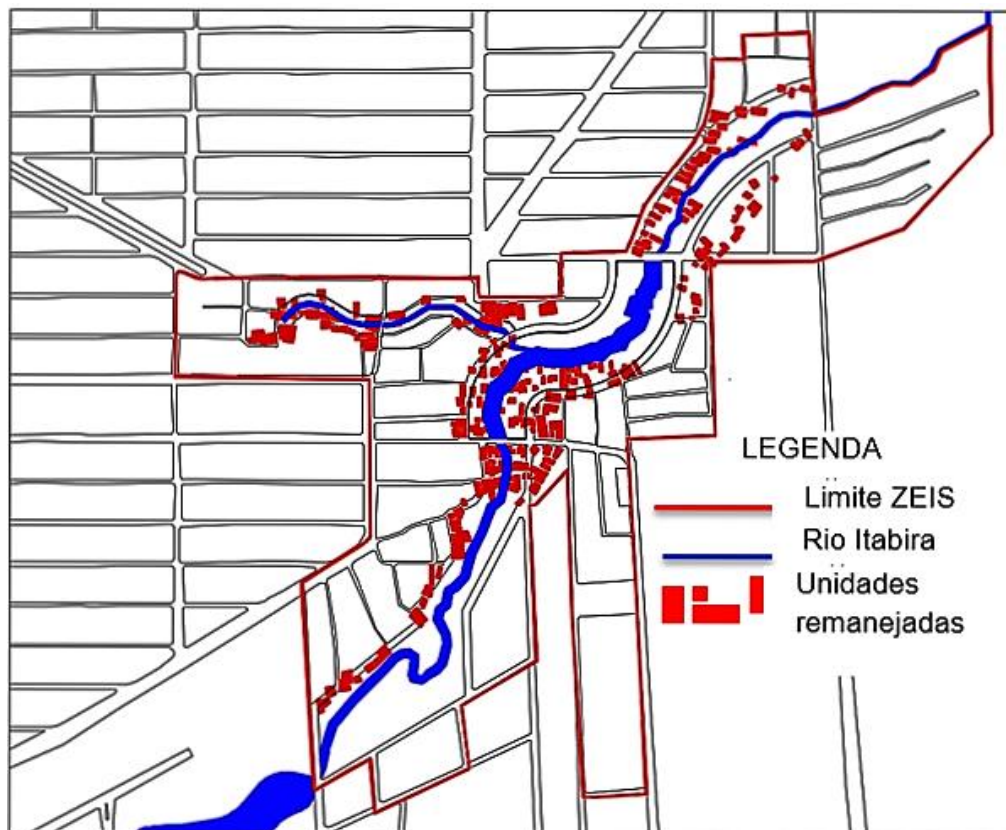 LEGENDA
Limite ZEIS
Rio Itabira
Unidades
remanejadas